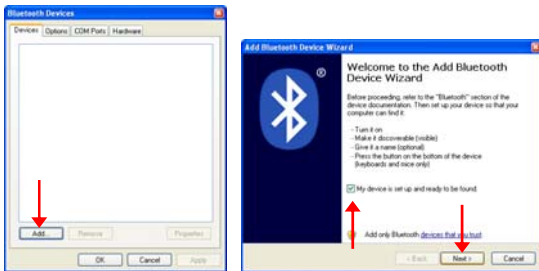 Bluetooth Devices
Devices Options COM Ports Hardware
Add... Remove Properties
OK Cancel Apply
Add Bluetooth Device Wizard
Welcome to the Add Bluetooth
Device Wizard
Before proceeding, refer to the "Bluetooth" section of the
device documentation. Then set up your device so that your
computer can find it:
- Turn it on
- Make it discoverable (visible)
- Give it a name (optional)
- Press the button on the bottom of the device
(keyboards and mice only)
My device is set up and ready to be found.
Add only Bluetooth devices that you trust.
< Back Next > Cancel